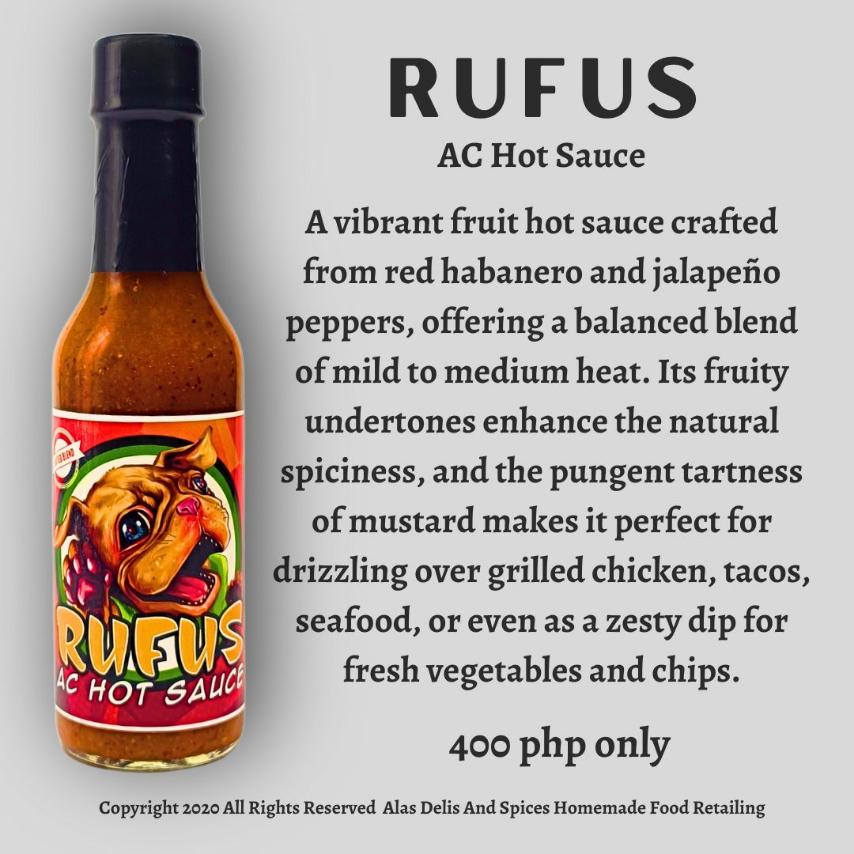 RUFUS
AC Hot Sauce
A vibrant fruit hot sauce crafted
from red habanero and jalapeño
peppers, offering a balanced blend
of mild to medium heat. Its fruity
undertones enhance the natural
spiciness, and the pungent tartness
of mustard makes it perfect for
drizzling over grilled chicken, tacos,
seafood, or even as a zesty dip for
fresh vegetables and chips.
400 php only
BLEND
RUFUS
AC HOT SAUCE
Copyright 2020 All Rights Reserved Alas Delis And Spices Homemade Food Retailing